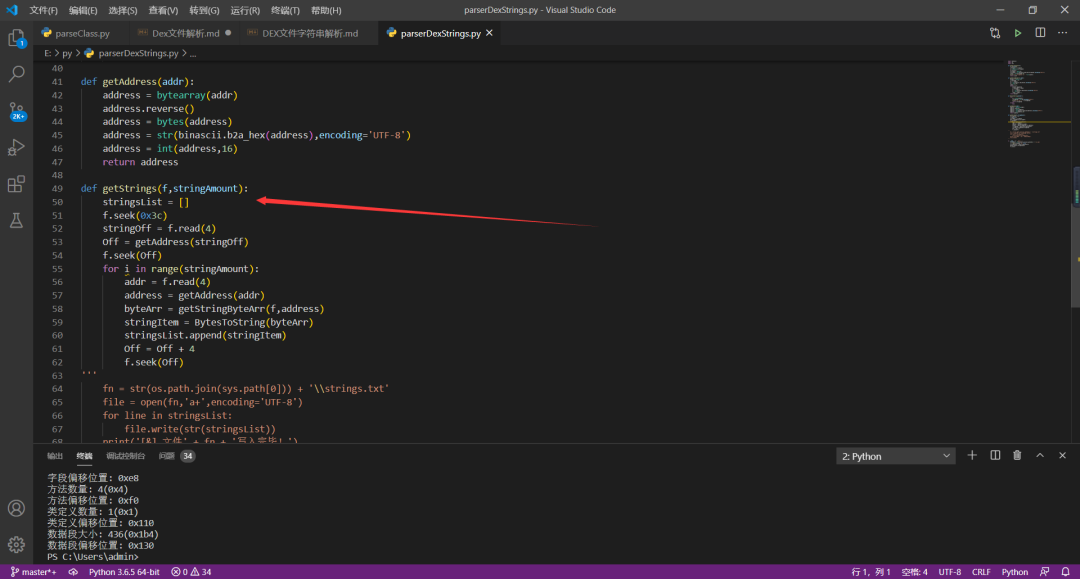 文件(F) 编辑(E) 选择(S) 查看(V) 转到(G) 运行(R) 终端(T) 帮助(H) parserDexStrings.py - Visual Studio Code
parseClass.py Dex文件解析.md DEX文件字符串解析.md parserDexStrings.py
E: > py > parserDexStrings.py > ...
40
41 def getAddress(addr):
42 address = bytearray(addr)
43 address.reverse()
44 address = bytes(address)
45 address = str(binascii.b2a_hex(address),encoding='UTF-8')
46 address = int(address,16)
47 return address
48
49 def getStrings(f,stringAmount):
50 stringsList = []
51 f.seek(0x3c)
52 stringOff = f.read(4)
53 Off = getAddress(stringOff)
54 f.seek(Off)
55 for i in range(stringAmount):
56 addr = f.read(4)
57 address = getAddress(addr)
58 byteArr = getStringByteArr(f,address)
59 stringItem = BytesToString(byteArr)
60 stringsList.append(stringItem)
61 Off = Off + 4
62 f.seek(Off)
63 '''
64 fn = str(os.path.join(sys.path[0])) + '\\strings.txt'
65 file = open(fn,'a+',encoding='UTF-8')
66 for line in stringsList:
67 file.write(str(stringsList))
68 print('[&] 文件' + fn + '写入完毕！')
1
2K+
输出 终端 调试控制台 问题 34 2: Python
字段偏移位置: 0xe8
方法数量: 4(0x4)
方法偏移位置: 0xf0
类定义数量: 1(0x1)
类定义偏移位置: 0x110
数据段大小: 436(0x1b4)
数据段偏移位置: 0x130
PS C:\Users\admin>
master*+ Python 3.6.5 64-bit 0 34 行 1，列 1 空格: 4 UTF-8 CRLF Python